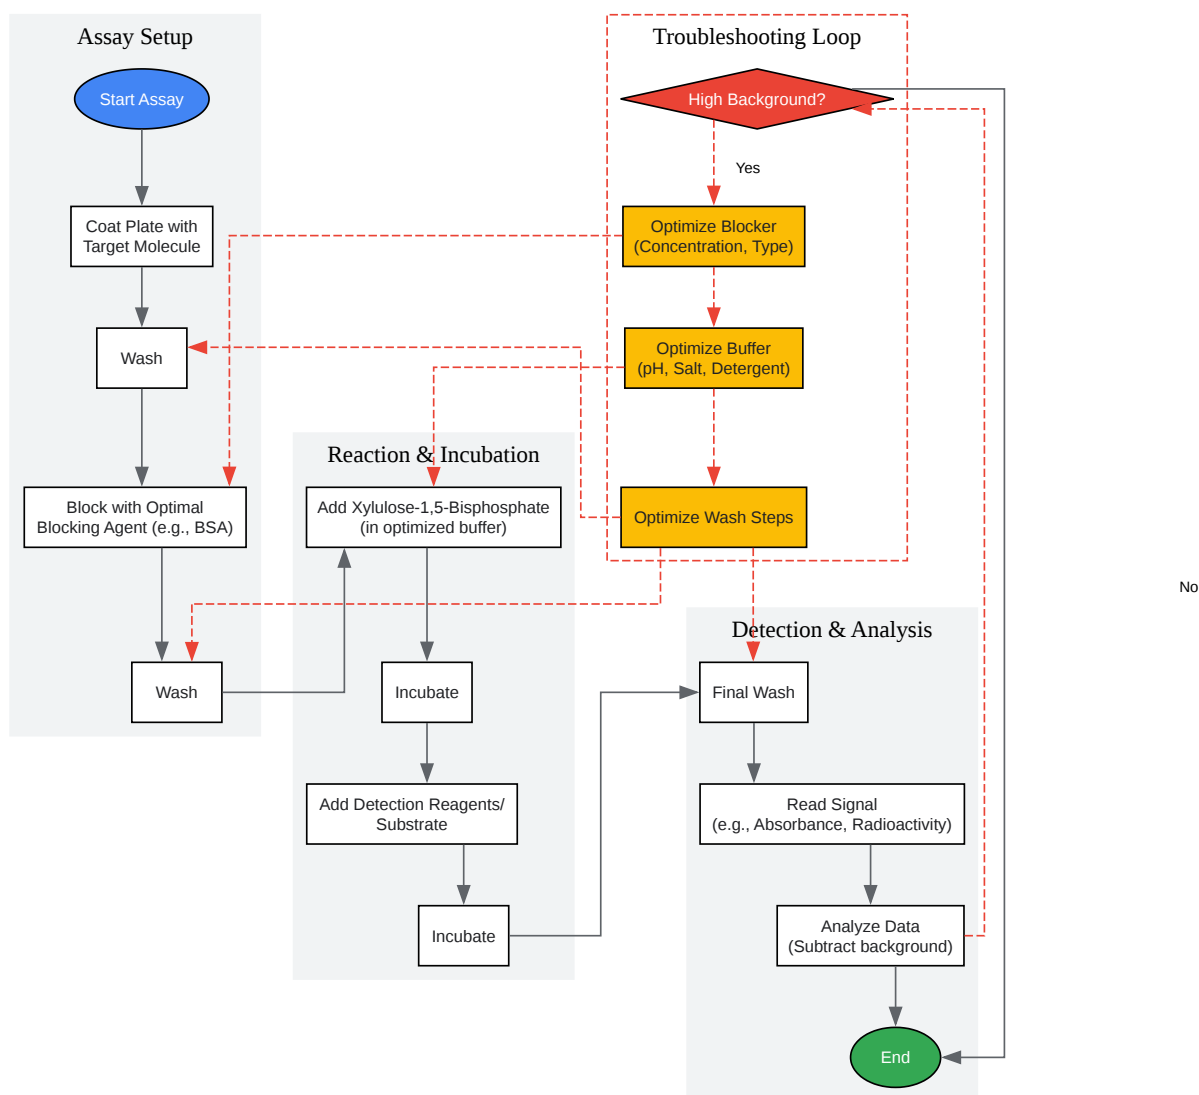 Assay Setup
Start Assay
Coat Plate with
Target Molecule
Wash
Block with Optimal
Blocking Agent (e.g., BSA)
Wash
Reaction & Incubation
Add Xylulose-1,5-Bisphosphate
(in optimized buffer)
Incubate
Add Detection Reagents/
Substrate
Incubate
Troubleshooting Loop
High Background?
Yes
Optimize Blocker
(Concentration, Type)
Optimize Buffer
(pH, Salt, Detergent)
Optimize Wash Steps
No
Detection & Analysis
Final Wash
Read Signal
(e.g., Absorbance, Radioactivity)
Analyze Data
(Subtract background)
End